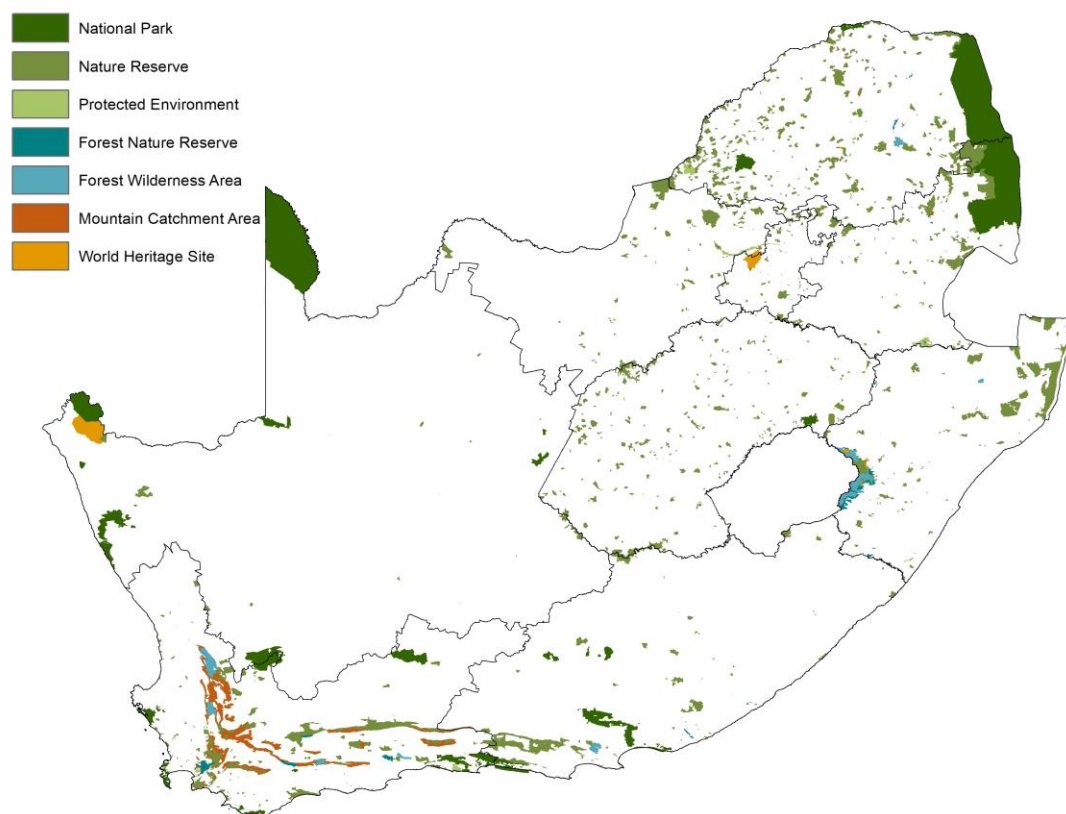 National Park
Nature Reserve
Protected Environment
Forest Nature Reserve
Forest Wilderness Area
Mountain Catchment Area
World Heritage Site